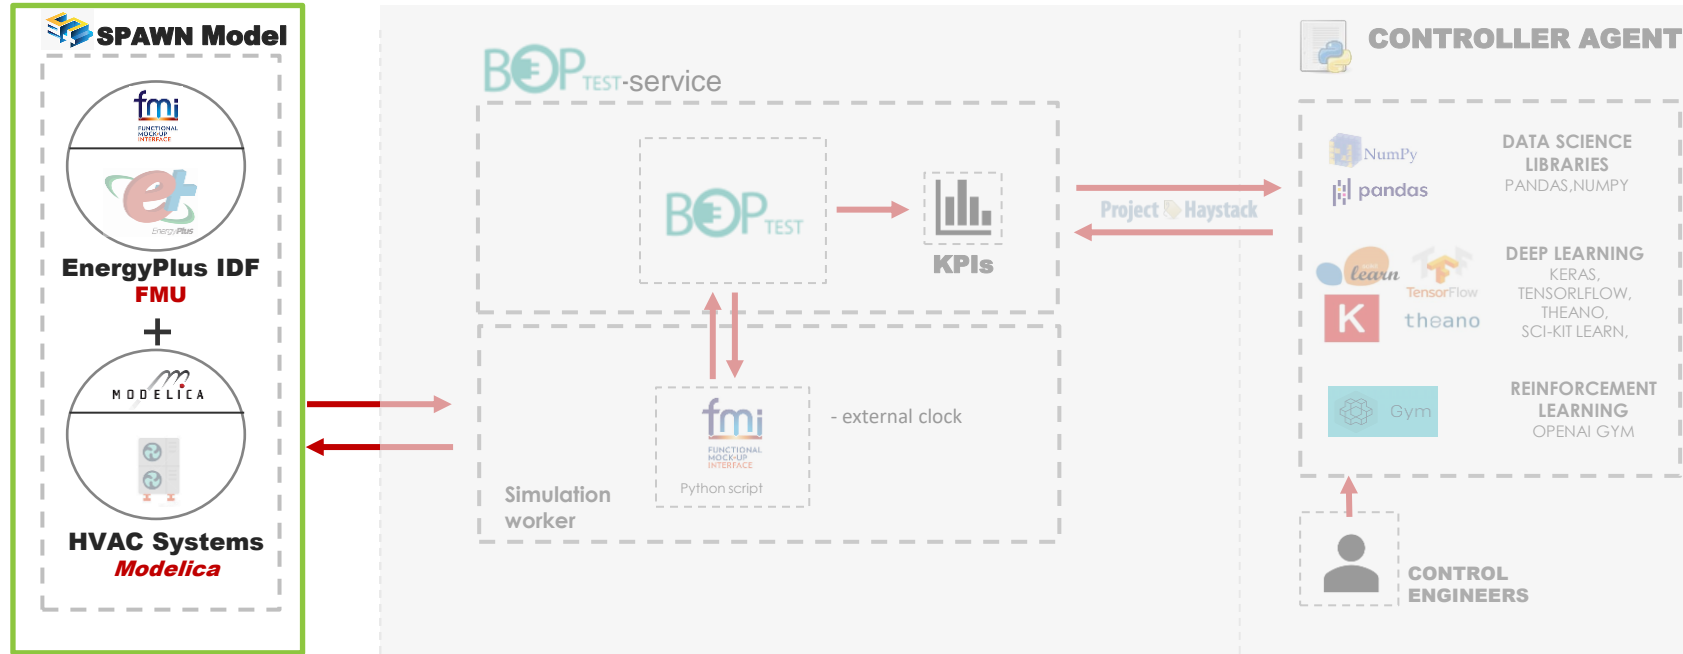 SPAWN Model
fmi
FUNCTIONAL
MOCK-UP
INTERFACE
et
EnergyPlus
EnergyPlus IDF
FMU
+
MODELICA
HVAC Systems
Modelica
BOPTEST-service
BOPTEST
KPIs
fmi
FUNCTIONAL
MOCK-UP
INTERFACE
Python script
- external clock
Simulation
worker
Project Haystack
CONTROLLER AGENT
NumPy
pandas
DATA SCIENCE
LIBRARIES
PANDAS,NUMPY
learn
TensorFlow
K
theano
DEEP LEARNING
KERAS,
TENSORLFLOW,
THEANO,
SCI-KIT LEARN,
Gym
REINFORCEMENT
LEARNING
OPENAI GYM
CONTROL
ENGINEERS